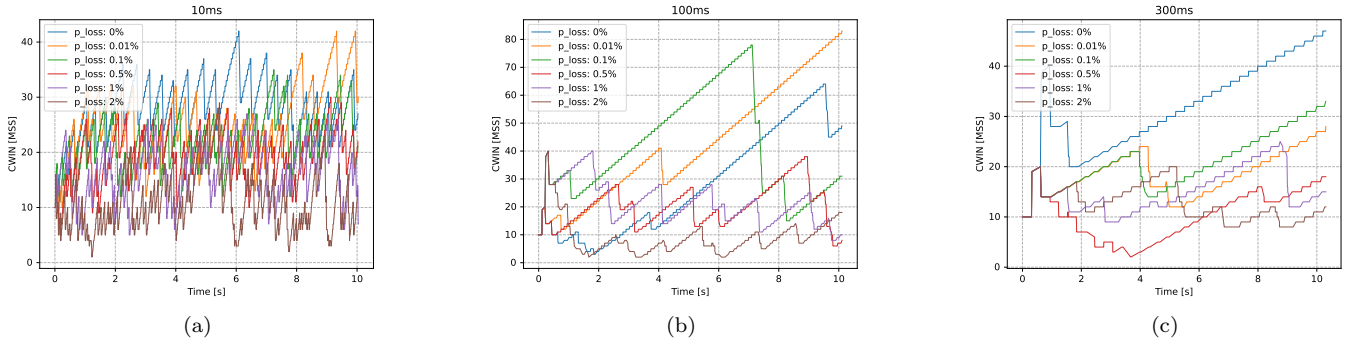 10ms
CWIN [MSS]
40
30
20
10
0
p_loss: 0%
p_loss: 0.01%
p_loss: 0.1%
p_loss: 0.5%
p_loss: 1%
p_loss: 2%
0 2 4 6 8 10
Time [s]
(a)
100ms
CWIN [MSS]
80
70
60
50
40
30
20
10
0
p_loss: 0%
p_loss: 0.01%
p_loss: 0.1%
p_loss: 0.5%
p_loss: 1%
p_loss: 2%
0 2 4 6 8 10
Time [s]
(b)
300ms
CWIN [MSS]
40
30
20
10
0
p_loss: 0%
p_loss: 0.01%
p_loss: 0.1%
p_loss: 0.5%
p_loss: 1%
p_loss: 2%
0 2 4 6 8 10
Time [s]
(c)